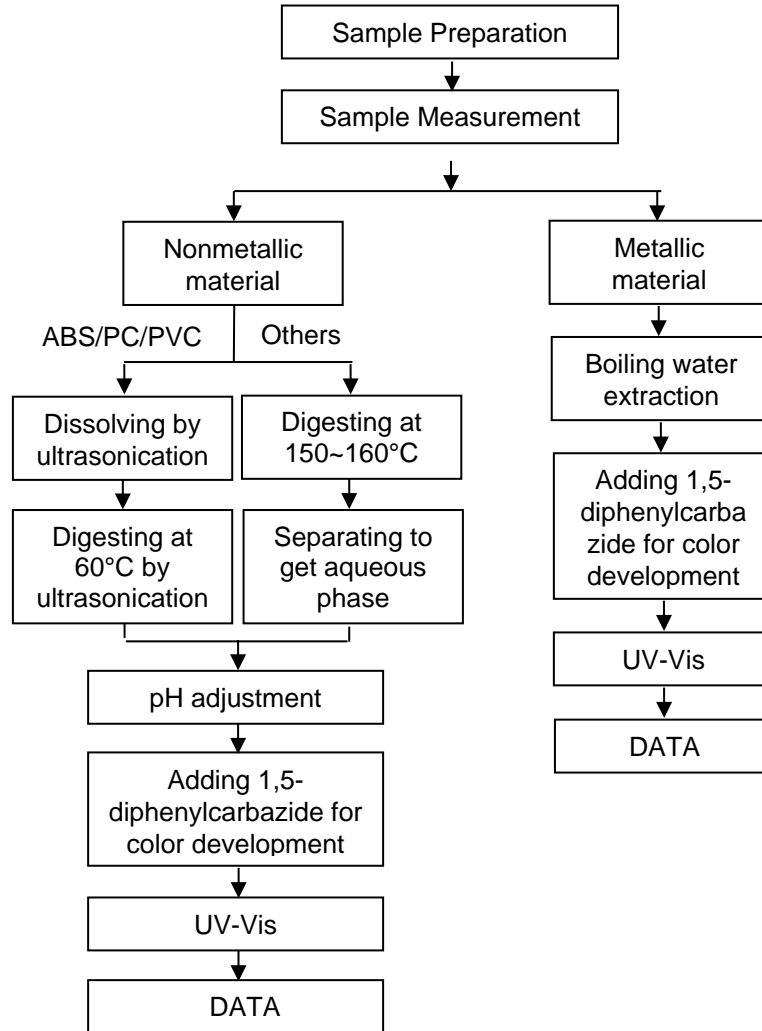 Sample Preparation
Sample Measurement
Nonmetallic
material
Metallic
material
ABS/PC/PVC
Others
Dissolving by
ultrasonication
Digesting at
150~160°C
Boiling water
extraction
Digesting at
60°C by
ultrasonication
Separating to
get aqueous
phase
Adding 1,5-
diphenylcarba
zide for color
development
pH adjustment
UV-Vis
DATA
Adding 1,5-
diphenylcarbazide for
color development
UV-Vis
DATA